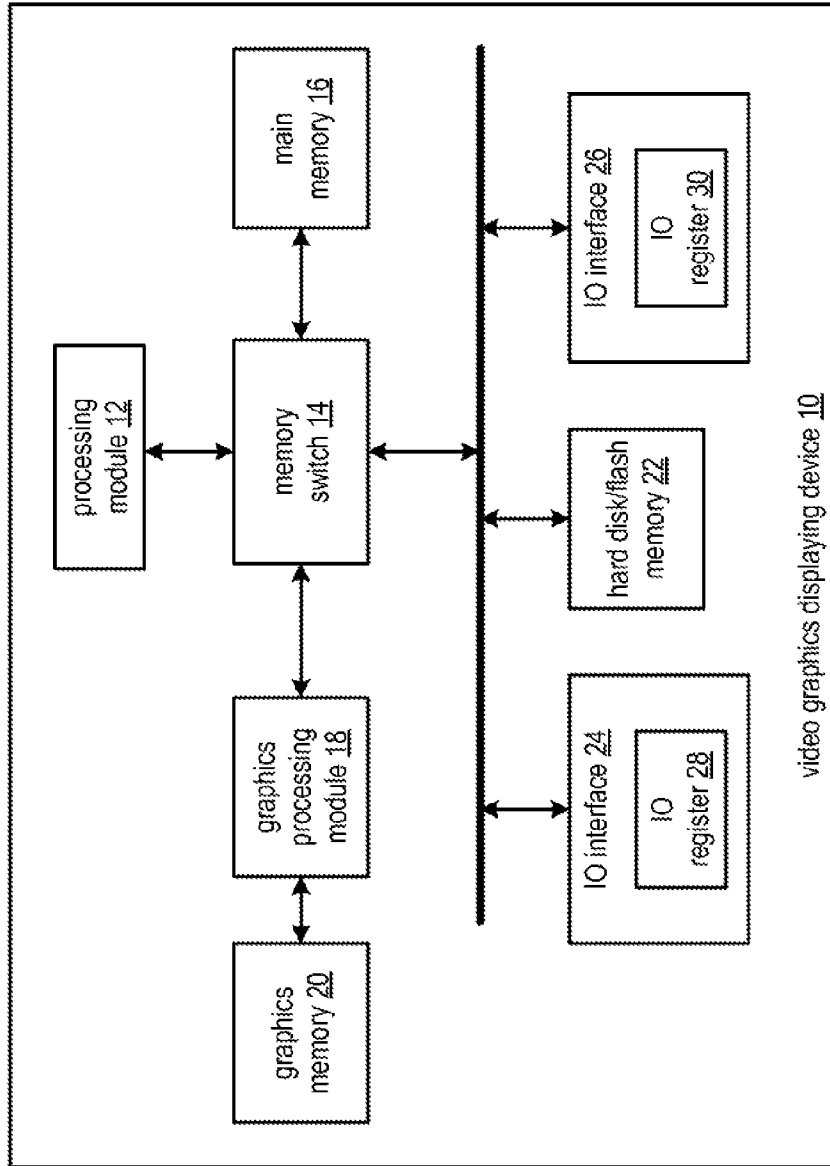 processing
module 12
graphics
memory 20
graphics
processing
module 18
memory
switch 14
main
memory 16
IO interface 24
IO
register 28
hard disk/flash
memory 22
IO interface 26
IO
register 30
video graphics displaying device 10